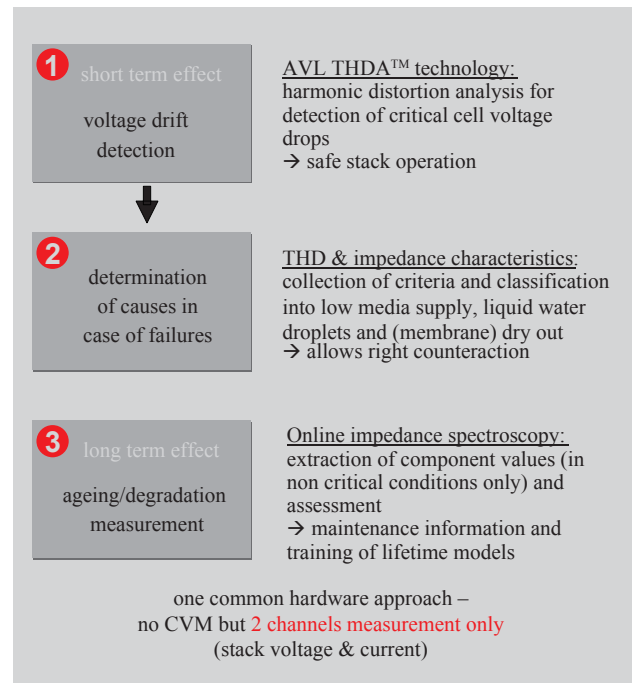 1
short term effect
voltage drift
detection
AVL THDA™ technology:
harmonic distortion analysis for
detection of critical cell voltage
drops
→ safe stack operation
2
determination
of causes in
case of failures
THD & impedance characteristics:
collection of criteria and classification
into low media supply, liquid water
droplets and (membrane) dry out
→ allows right counteraction
3
long term effect
ageing/degradation
measurement
Online impedance spectroscopy:
extraction of component values (in
non critical conditions only) and
assessment
→ maintenance information and
training of lifetime models
one common hardware approach –
no CVM but 2 channels measurement only
(stack voltage & current)